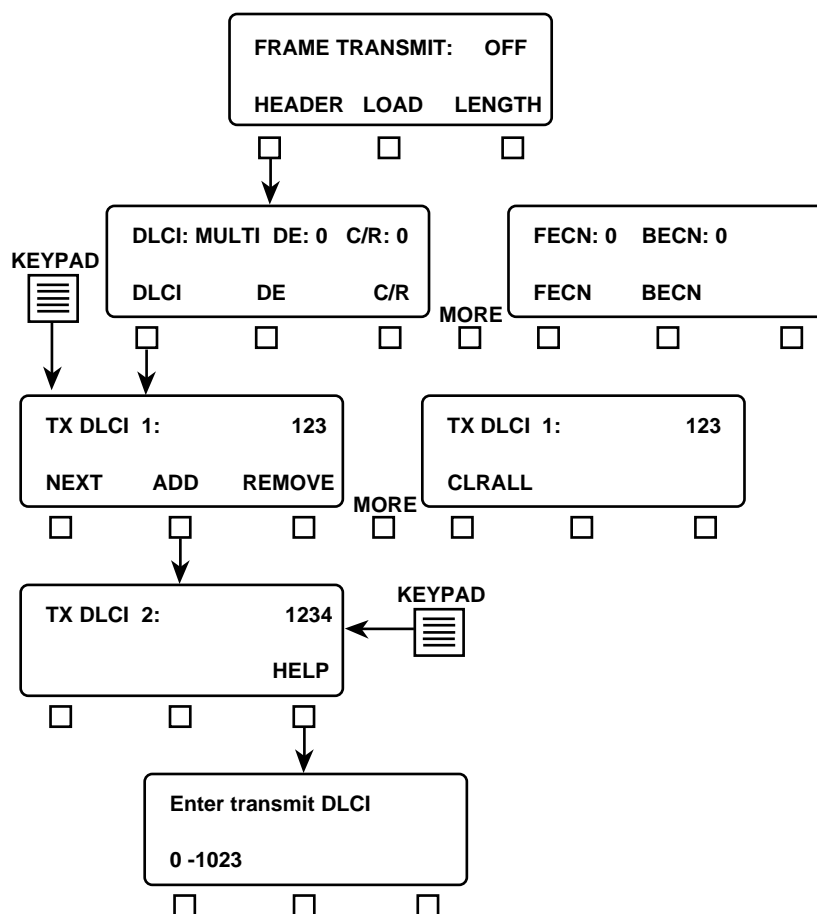 FRAME TRANSMIT: OFF
HEADER LOAD LENGTH
DLCI: MULTI DE: 0 C/R: 0
FECN: 0 BECN: 0
KEYPAD
DLCI DE C/R
FECN BECN
MORE
TX DLCI 1: 123
TX DLCI 1: 123
NEXT ADD REMOVE
CLRALL
MORE
TX DLCI 2: 1234
KEYPAD
HELP
Enter transmit DLCI
0 -1023